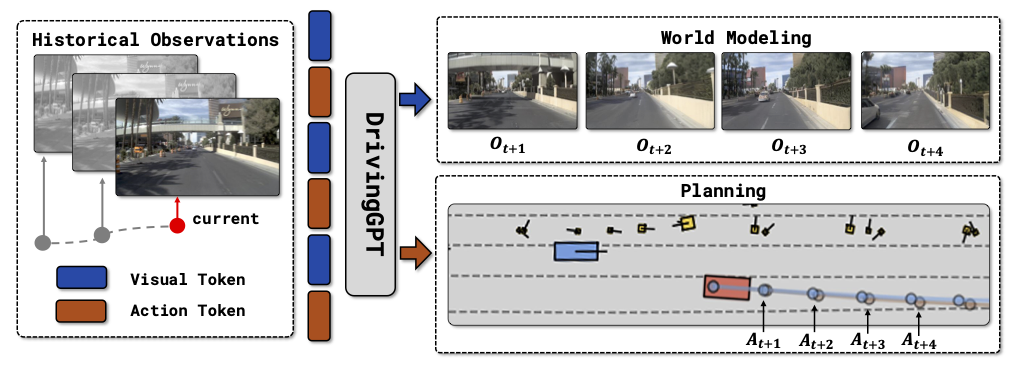 Historical Observations
current
Visual Token
Action Token
DrivingGPT
World Modeling
O_{t+1}
O_{t+2}
O_{t+3}
O_{t+4}
Planning
A_{t+1}
A_{t+2}
A_{t+3}
A_{t+4}